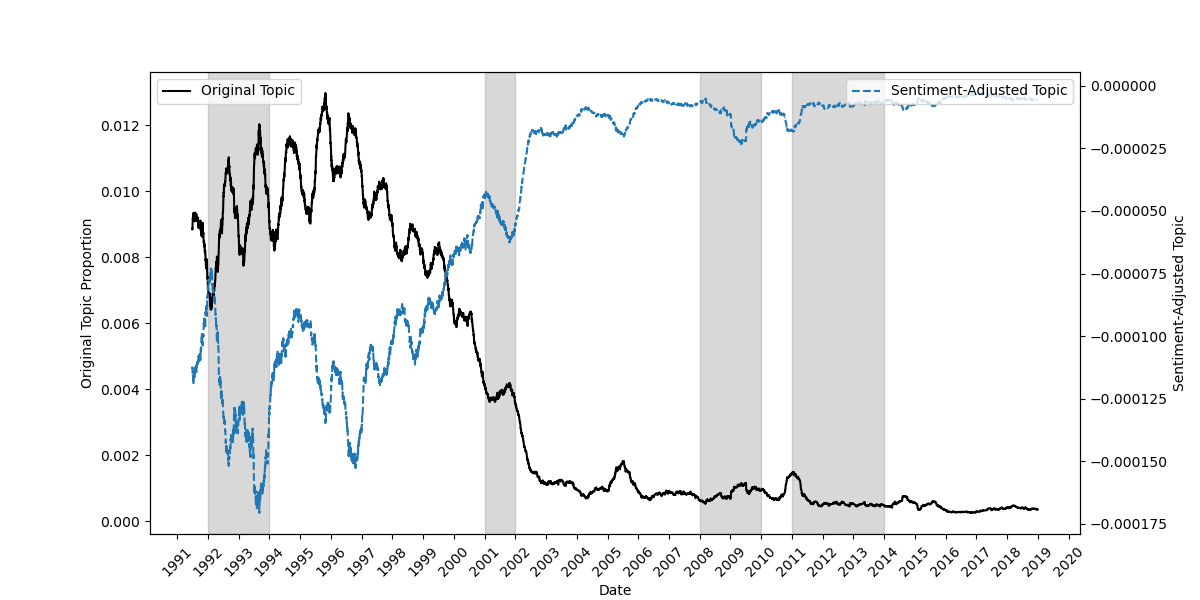 Original Topic
Sentiment-Adjusted Topic
Original Topic Proportion
0.012
0.010
0.008
0.006
0.004
0.002
0.000
0.000000
−0.000025
−0.000050
−0.000075
−0.000100
−0.000125
−0.000150
−0.000175
Sentiment-Adjusted Topic
1991 1992 1993 1994 1995 1996 1997 1998 1999 2000 2001 2002 2003 2004 2005 2006 2007 2008 2009 2010 2011 2012 2013 2014 2015 2016 2017 2018 2019 2020
Date